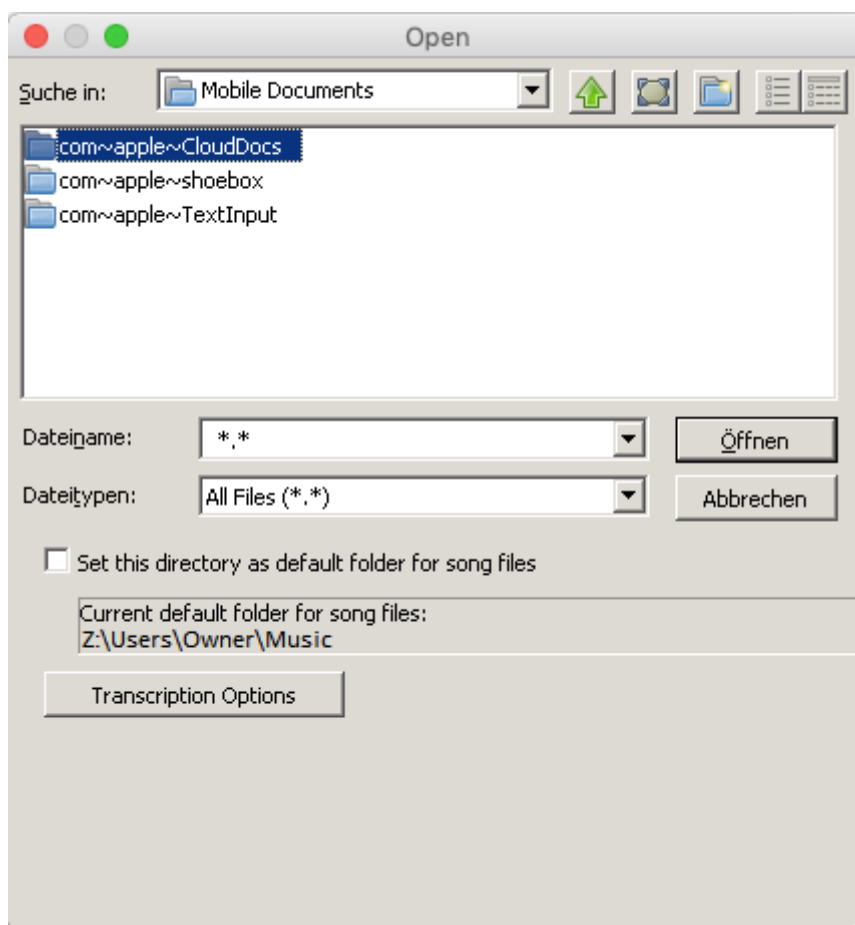 Open
Suche in: Mobile Documents
com~apple~CloudDocs
com~apple~shoebox
com~apple~TextInput
Dateiname: *.* Öffnen
Dateitypen: All Files (*.*) Abbrechen
Set this directory as default folder for song files
Current default folder for song files:
Z:\Users\Owner\Music
Transcription Options